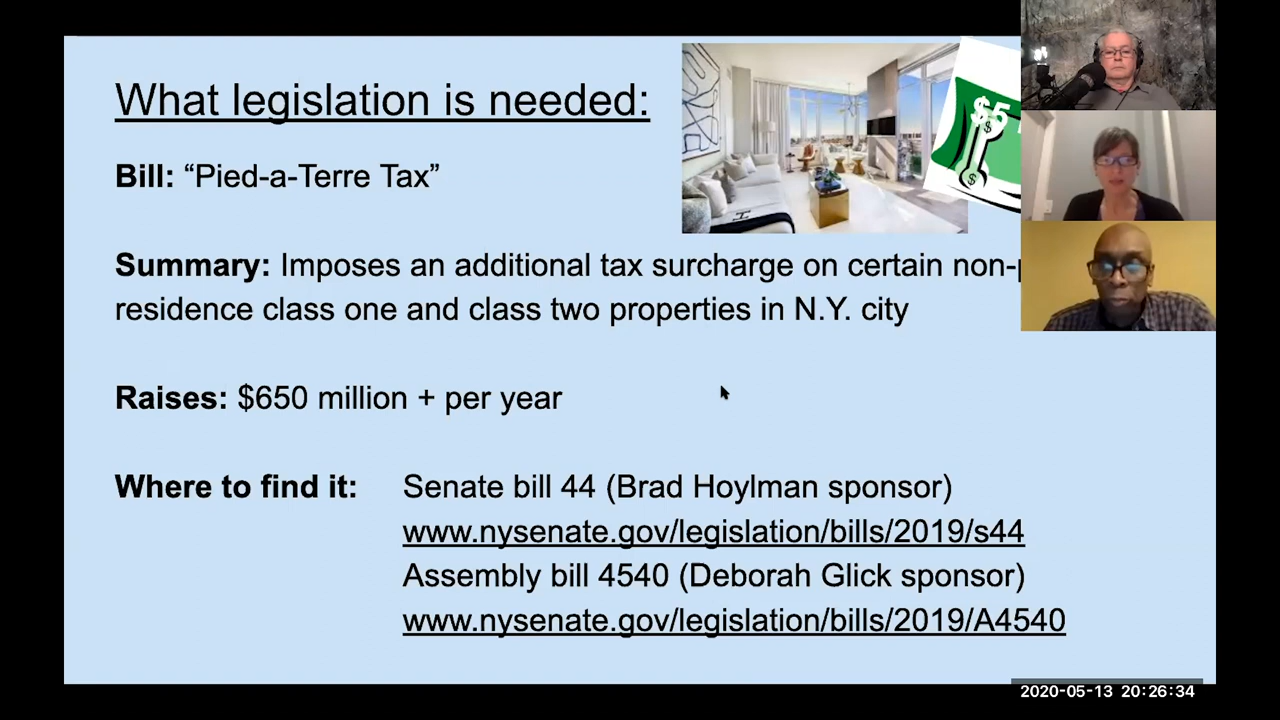 What legislation is needed:
Bill: “Pied-a-Terre Tax”
$5
$
$
Summary: Imposes an additional tax surcharge on certain non-
residence class one and class two properties in N.Y. city
Raises: $650 million + per year
Where to find it: Senate bill 44 (Brad Hoylman sponsor)
www.nysenate.gov/legislation/bills/2019/s44
Assembly bill 4540 (Deborah Glick sponsor)
www.nysenate.gov/legislation/bills/2019/A4540
2020-05-13 20:26:34